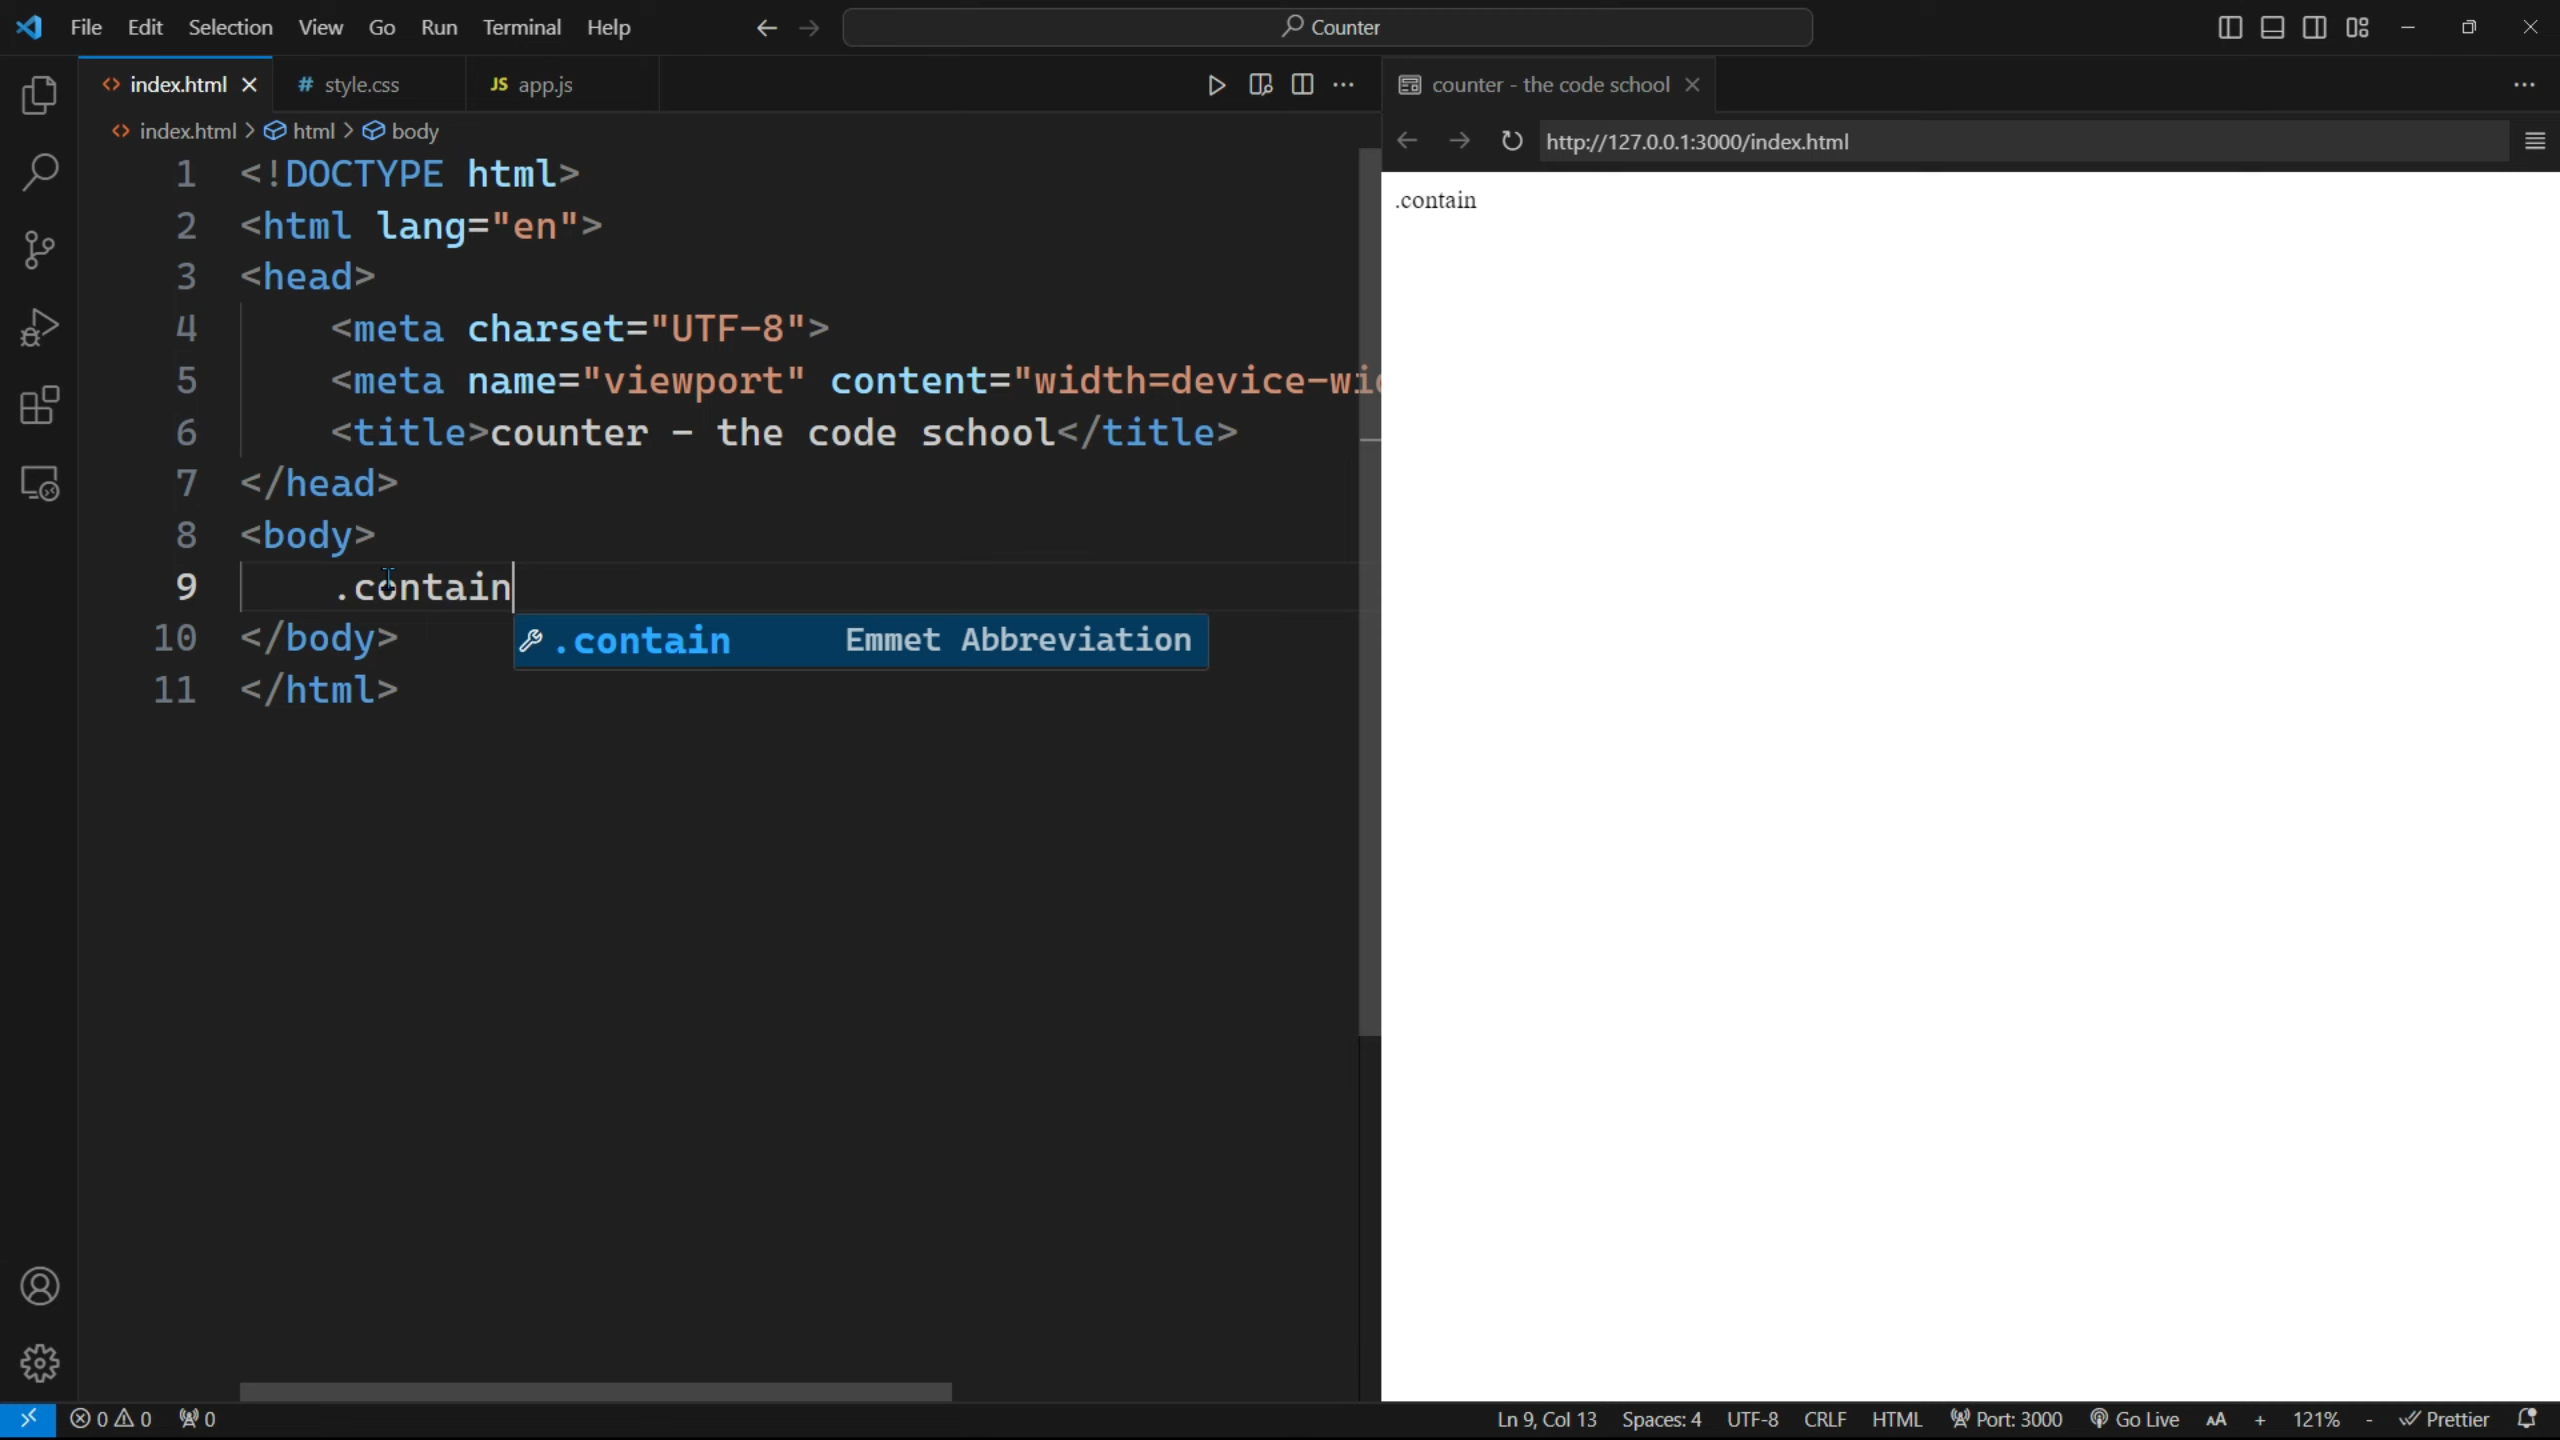 File Edit Selection View Go Run Terminal Help Counter
index.html style.css JS app.js counter - the code school
index.html > html > body
http://127.0.0.1:3000/index.html
1 <!DOCTYPE html>
2 <html lang="en">
3 <head>
4 <meta charset="UTF-8">
5 <meta name="viewport" content="width=device-wi
6 <title>counter - the code school</title>
7 </head>
8 <body>
9 .contain
.contain Emmet Abbreviation
10 </body>
11 </html>
.contain
0 0 0 Ln 9, Col 13 Spaces: 4 UTF-8 CRLF HTML Port: 3000 Go Live AA + 121% - Prettier